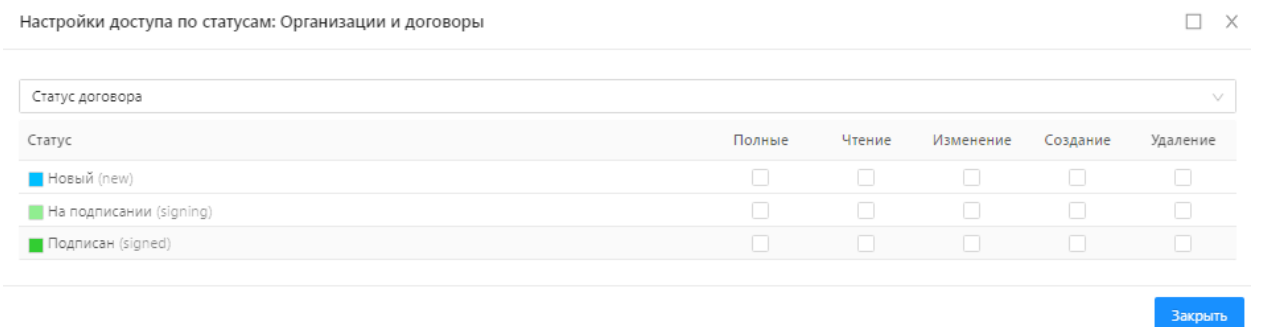 Настройки доступа по статусам: Организации и договоры
Статус договора
Статус Полные Чтение Изменение Создание Удаление
Новый (new)
На подписании (signing)
Подписан (signed)
Закрыть